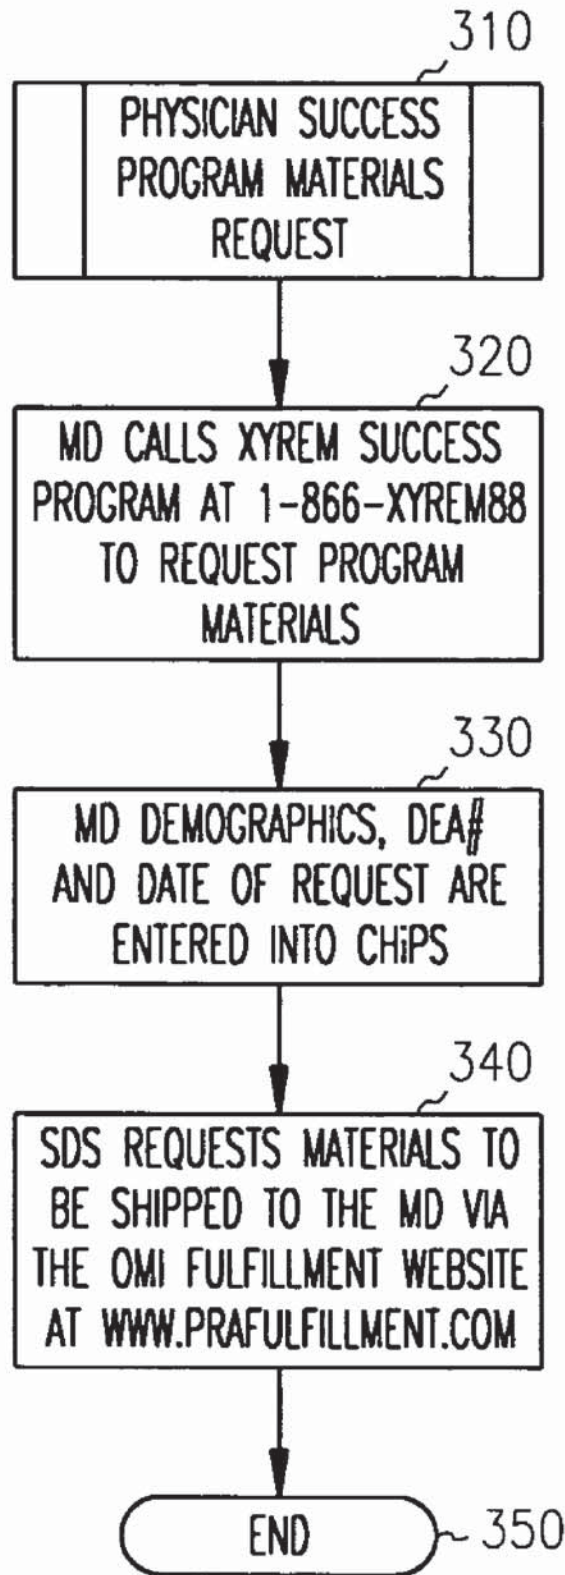 310
PHYSICIAN SUCCESS
PROGRAM MATERIALS
REQUEST
320
MD CALLS XYREM SUCCESS
PROGRAM AT 1-866-XYREM88
TO REQUEST PROGRAM
MATERIALS
330
MD DEMOGRAPHICS, DEA#
AND DATE OF REQUEST ARE
ENTERED INTO CHiPS
340
SDS REQUESTS MATERIALS TO
BE SHIPPED TO THE MD VIA
THE OMI FULFILLMENT WEBSITE
AT WWW.PRAFULFILLMENT.COM
END
350